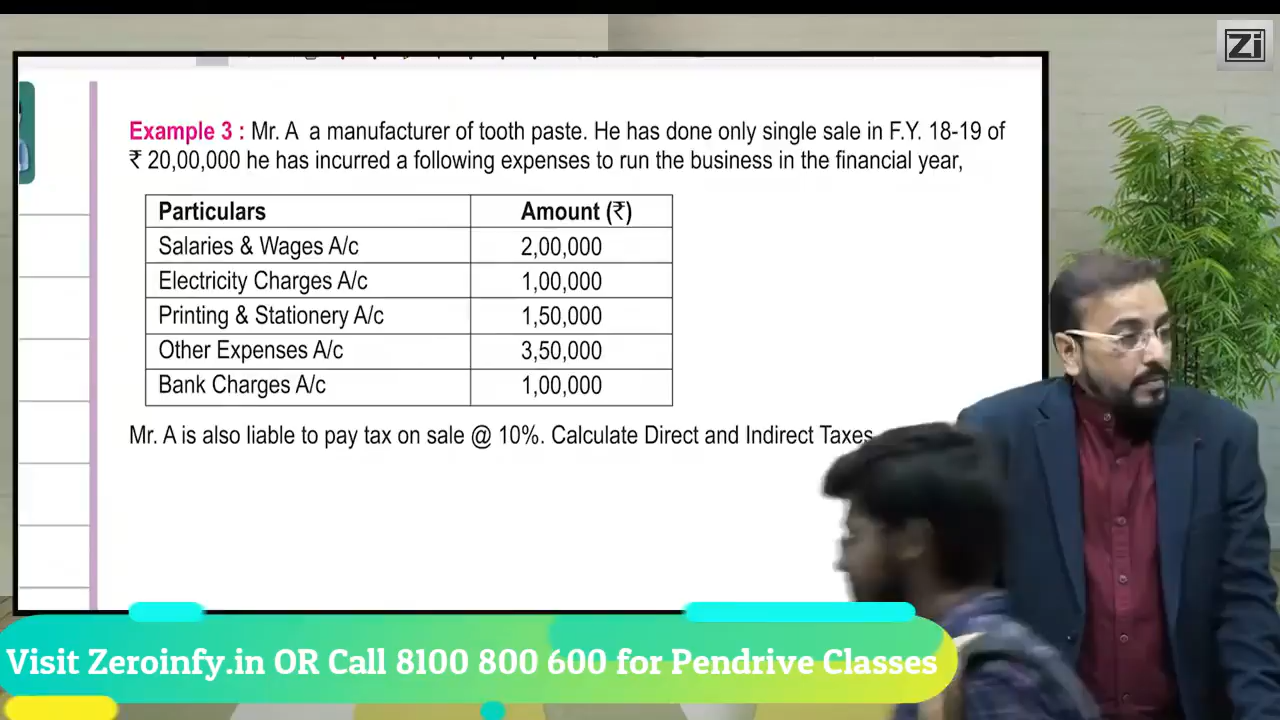 Zi
Example 3 : Mr. A a manufacturer of tooth paste. He has done only single sale in F.Y. 18-19 of
₹ 20,00,000 he has incurred a following expenses to run the business in the financial year,
Particulars Amount (₹)
Salaries & Wages A/c 2,00,000
Electricity Charges A/c 1,00,000
Printing & Stationery A/c 1,50,000
Other Expenses A/c 3,50,000
Bank Charges A/c 1,00,000
Mr. A is also liable to pay tax on sale @ 10%. Calculate Direct and Indirect Taxes
Visit Zeroinfy.in OR Call 8100 800 600 for Pendrive Classes